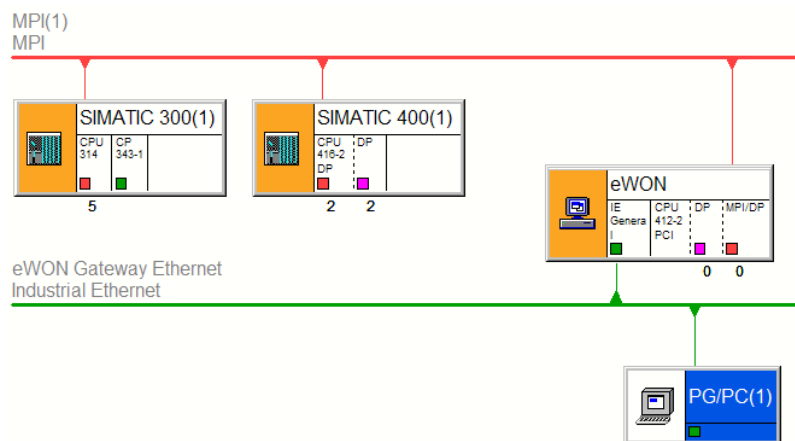 MPI(1)
MPI
SIMATIC 300(1)
CPU 314
CP 343-1
5
SIMATIC 400(1)
CPU 416-2 DP
DP
2 2
eWON
IE Genera l
CPU 412-2 PCI
DP
MPI/DP
0 0
eWON Gateway Ethernet
Industrial Ethernet
PG/PC(1)